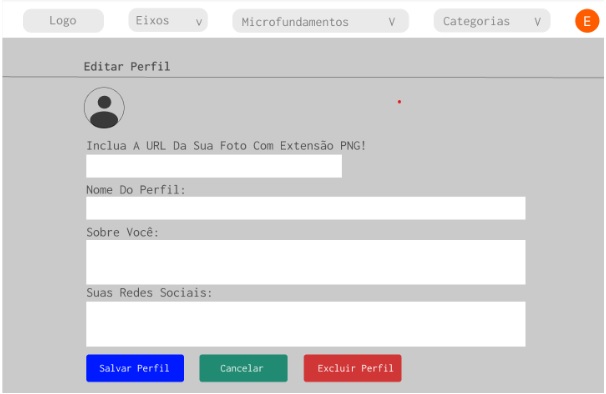 Logo
Eixos v
Microfundamentos V
Categorias V
E
Editar Perfil
Inclua A URL Da Sua Foto Com Extensão PNG!
Nome Do Perfil:
Sobre Você:
Suas Redes Sociais:
Salvar Perfil
Cancelar
Excluir Perfil